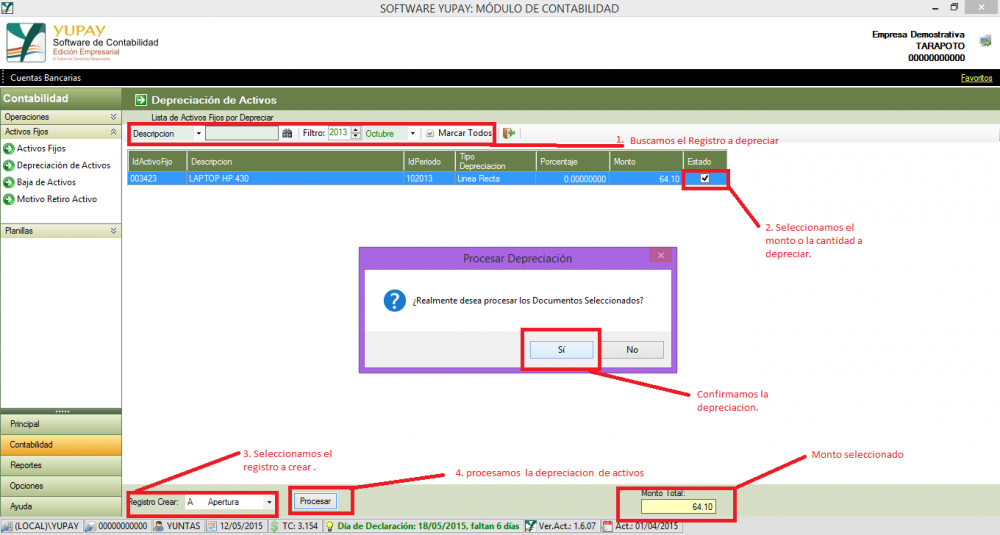 SOFTWARE YUPAY: MÓDULO DE CONTABILIDAD
YUPAY
Software de Contabilidad
Edición Empresarial
© Todos los Derechos Reservados
Empresa Demostrativa
TARAPOTO
00000000000
Cuentas Bancarias
Favoritos
Contabilidad
Operaciones
Activos Fijos
Activos Fijos
Depreciación de Activos
Baja de Activos
Motivo Retiro Activo
Planillas
Depreciación de Activos
Lista de Activos Fijos por Depreciar
Descripcion
Filtro: 2013 Octubre
Marcar Todos
1. Buscamos el Registro a depreciar
IdActivoFijo Descripcion IdPeriodo Tipo Depreciacion Porcentaje Monto Estado
003423 LAPTOP HP 430 102013 Linea Recta 0.00000000 64.10
2. Seleccionamos el
monto o la cantidad a
depreciar.
Procesar Depreciación
¿Realmente desea procesar los Documentos Seleccionados?
Sí No
Confirmamos la
depreciacion.
Principal
Contabilidad
Reportes
Opciones
Ayuda
3. Seleccionamos el
registro a crear .
4. procesamos la depreciacion de activos
Monto seleccionado
Registro Crear: A Apertura
Procesar
Monto Total:
64.10
(LOCAL)\YUPAY 00000000000 YUNTAS 12/05/2015 TC: 3.154 Día de Declaración: 18/05/2015, faltan 6 días Ver.Act.: 1.6.07 Act.: 01/04/2015